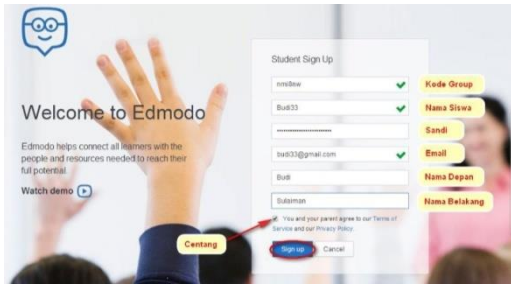 Student Sign Up
nmi8ew
Kode Group
Welcome to Edmodo
Budi33
Nama Siswa
Sandi
Edmodo helps connect all learners with the
people and resources needed to reach their
full potential.
budi33@gmail.com
Email
Budi
Nama Depan
Watch demo
Sulaiman
Nama Belakang
You and your parent agree to our Terms of
Service and our Privacy Policy.
Centang
Sign up
Cancel